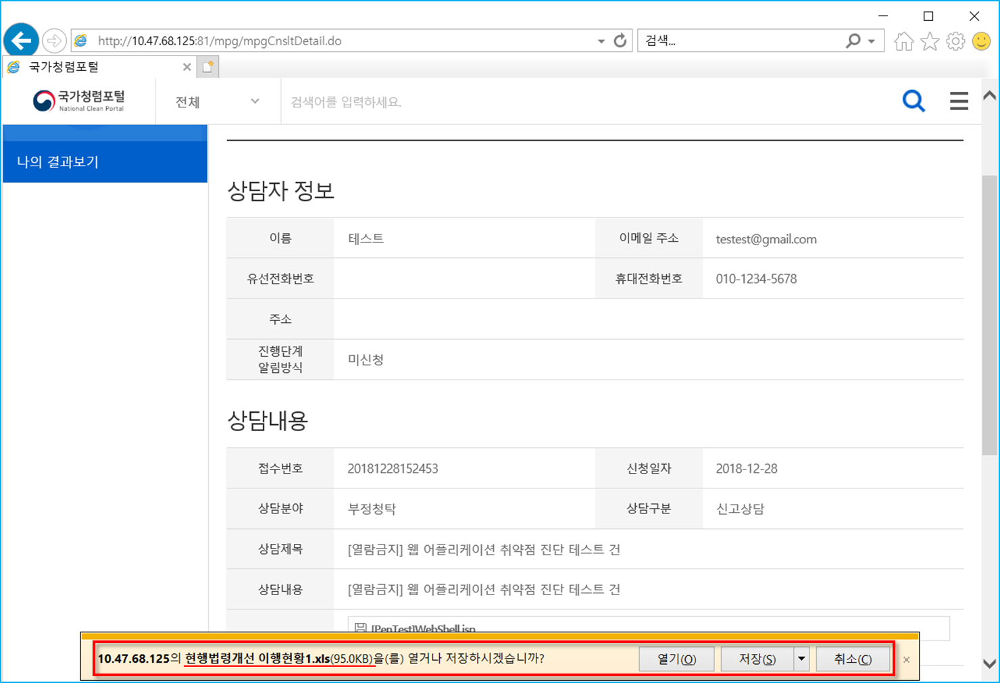 http://10.47.68.125:81/mpg/mpgCnsltDetail.do
검색...
국가청렴포털
국가청렴포털
National Clean Portal
전체
검색어를 입력하세요.
나의 결과보기
상담자 정보
이름 테스트 이메일 주소 testest@gmail.com
유선전화번호 휴대전화번호 010-1234-5678
주소
진행단계
알림방식 미신청
상담내용
접수번호 20181228152453 신청일자 2018-12-28
상담분야 부정청탁 상담구분 신고상담
상담제목 [열람금지] 웹 어플리케이션 취약점 진단 테스트 건
상담내용 [열람금지] 웹 어플리케이션 취약점 진단 테스트 건
[PenTest]WebShell.jsp
10.47.68.125의 현행법령개선 이행현황1.xls(95.0KB)을(를) 열거나 저장하시겠습니까?
열기(O) 저장(S) 취소(C)